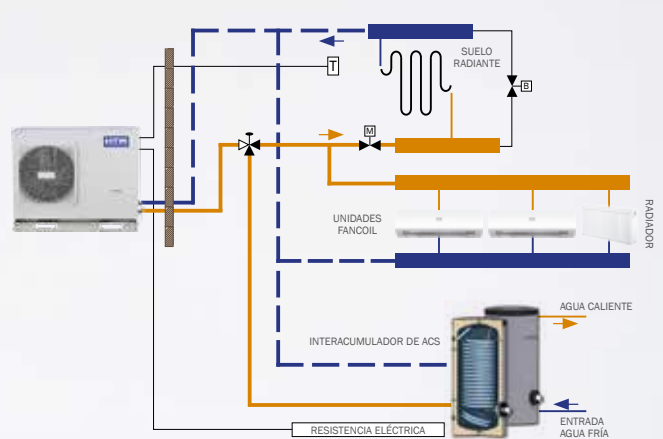 SUELO
RADIANTE
T
B
M
UNIDADES
FANCOIL
RADIADOR
AGUA CALIENTE
INTERACUMULADOR DE ACS
ENTRADA
AGUA FRÍA
RESISTENCIA ELÉCTRICA